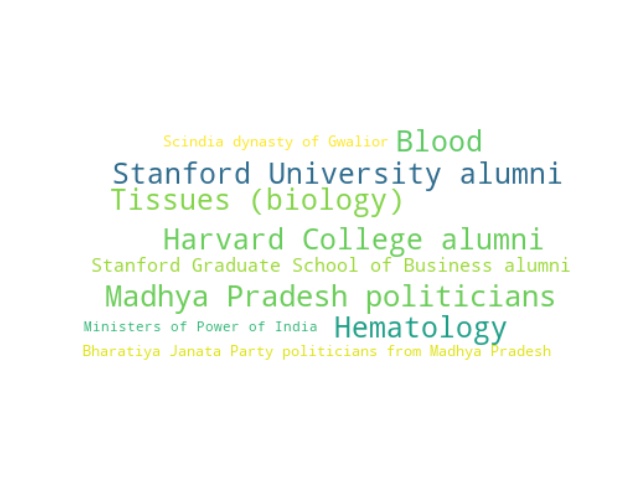 Scindia dynasty of Gwalior Blood
Stanford University alumni
Tissues (biology)
Harvard College alumni
Stanford Graduate School of Business alumni
Madhya Pradesh politicians
Ministers of Power of India Hematology
Bharatiya Janata Party politicians from Madhya Pradesh